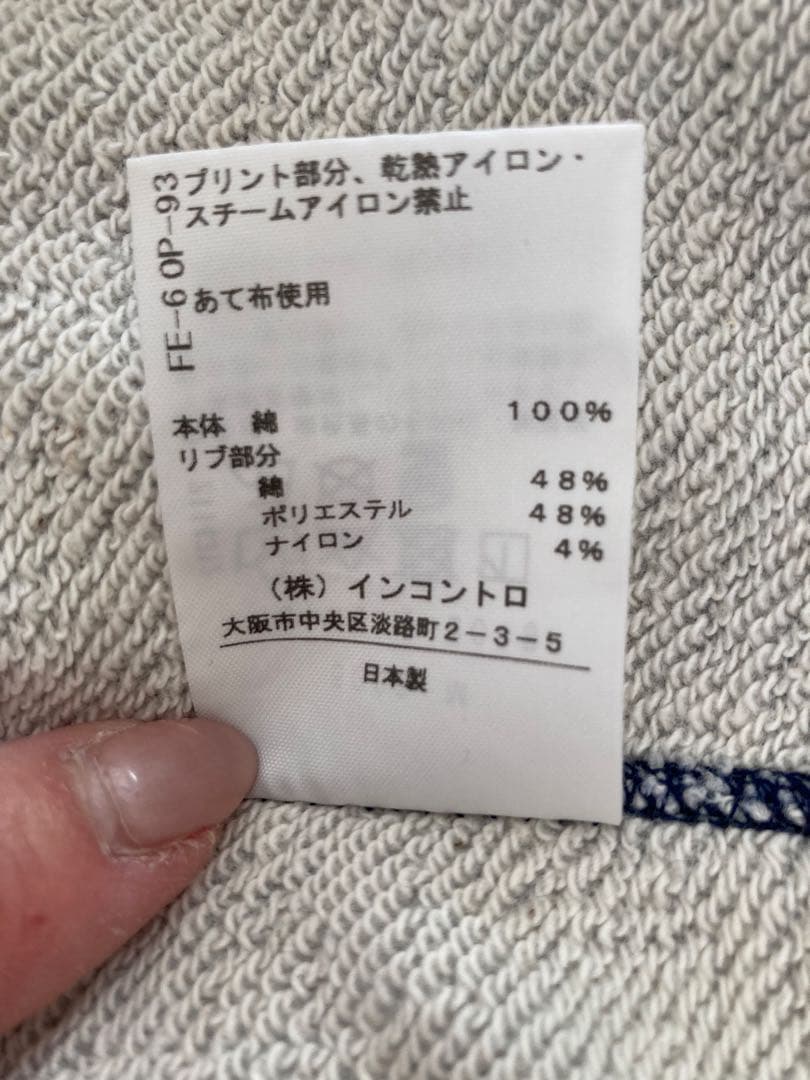 プリント部分、乾熱アイロン・
スチームアイロン禁止
FE-6 OP-93
あて布使用
本体 綿 100%
リブ部分
綿 48%
ポリエステル 48%
ナイロン 4%
(株)インコントロ
大阪市中央区淡路町2-3-5
日本製